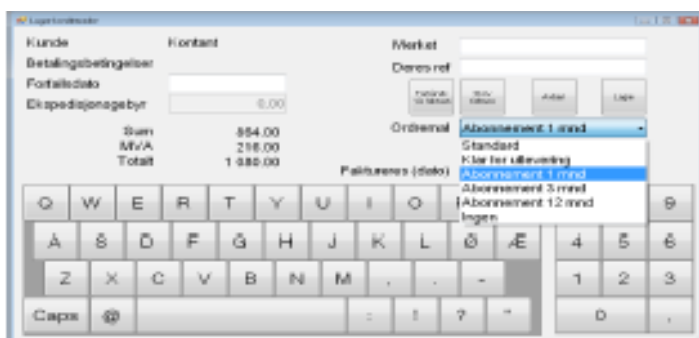 Kunde Kontant
Betalingsbetingelser
Forfallsdato
Ekspedisjonsgebyr 0,00
Sum 864.00
MVA 216.00
Totalt 1 080.00
Merket
Deres ref
Avbryt Lagre
Ordremal Abonnement 1 mnd
Standard
Klar for utlevering
Abonnement 1 mnd
Abonnement 3 mnd
Abonnement 12 mnd
Ingen
Faktureres (dato)
Q W E R T Y U I O 9
A S D F G H J K L Ø Æ 4 5 6
Z X C V B N M , . - 1 2 3
Caps @ : ! ? " 0 ,